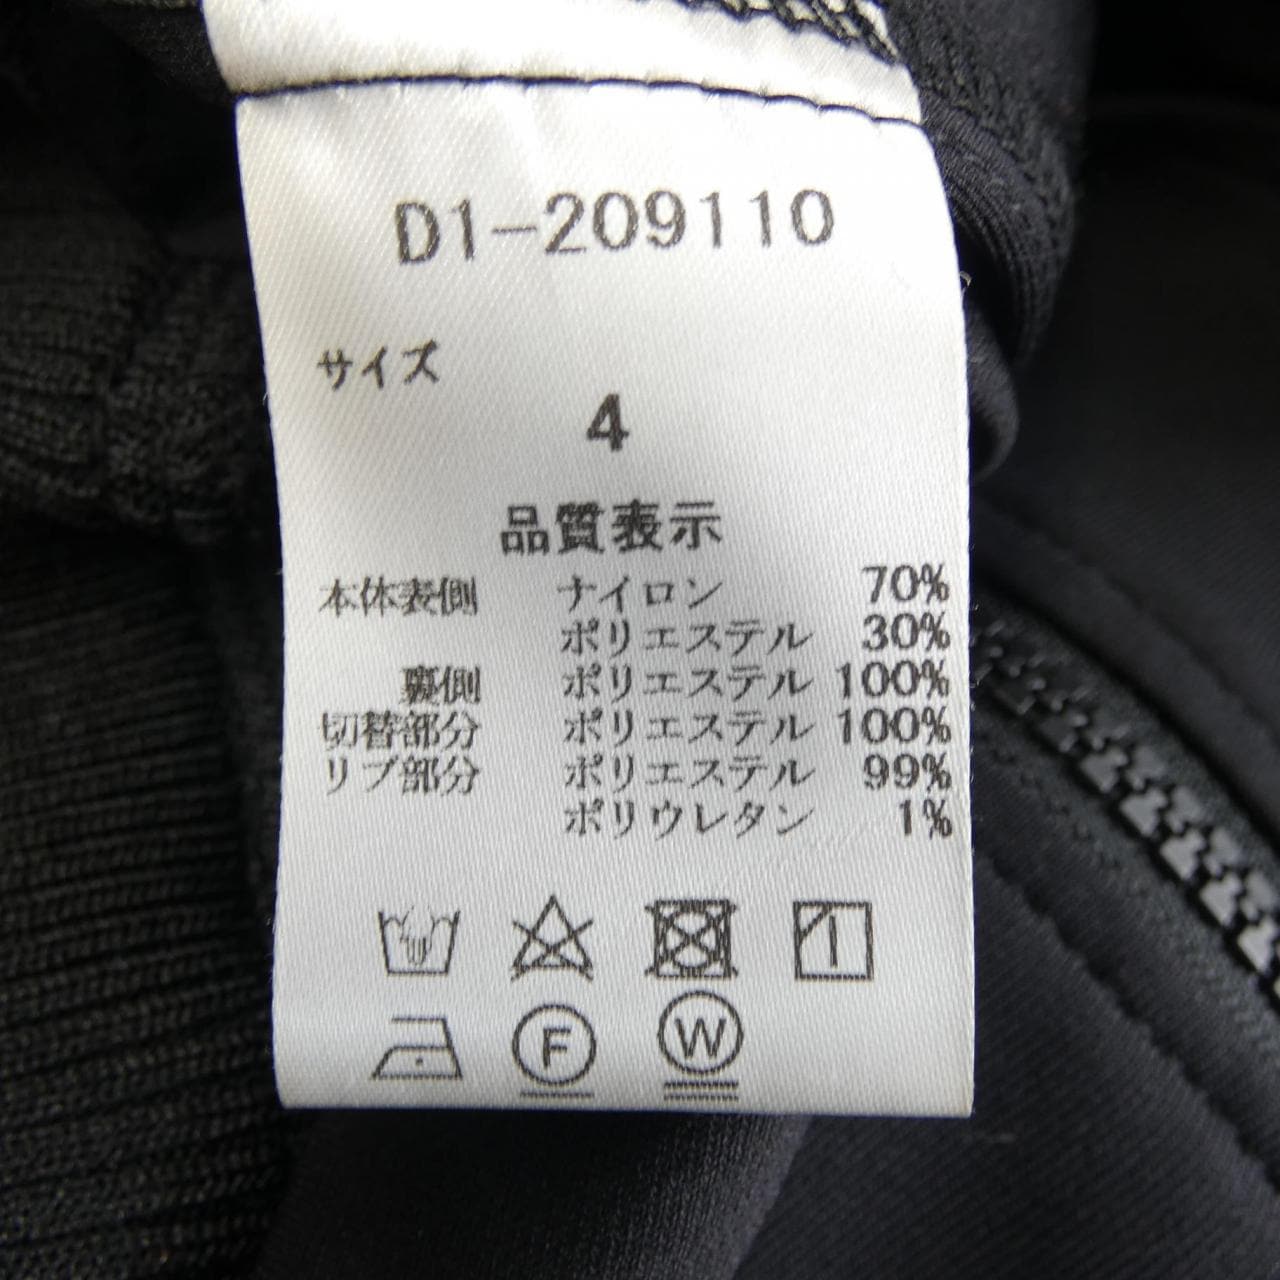 D1-209110
サイズ
4
品質表示
本体表側 ナイロン 70%
ポリエステル 30%
裏側 ポリエステル 100%
切替部分 ポリエステル 100%
リブ部分 ポリエステル 99%
ポリウレタン 1%
F W